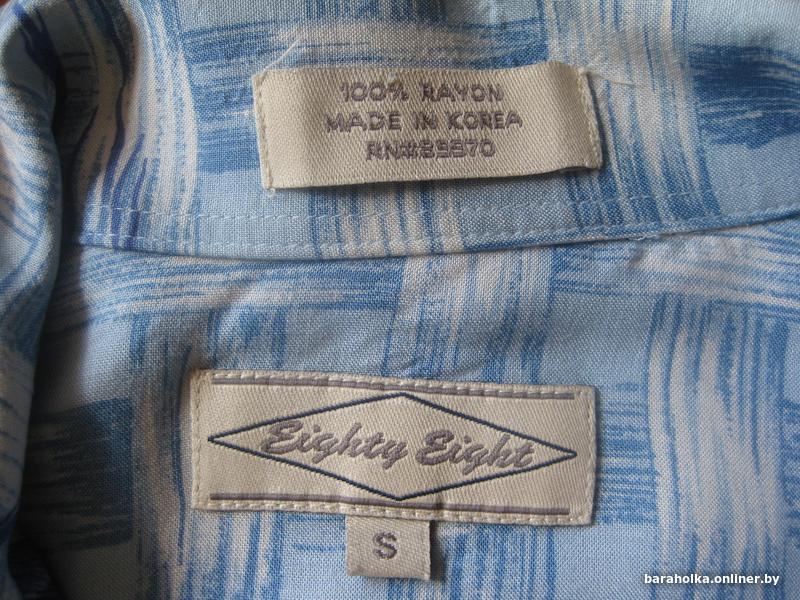 100% RAYON
MADE IN KOREA
Eighty Eight
S
baraholka.onliner.by